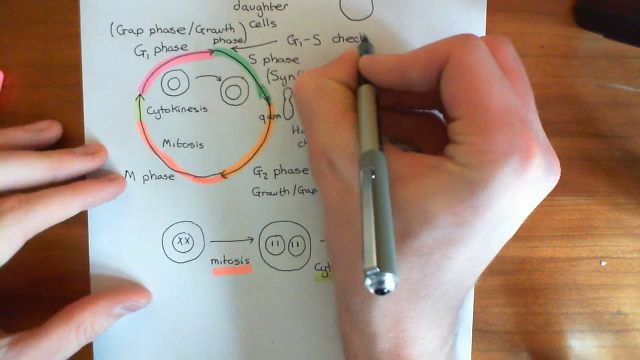 daughter
cells
(Gap phase/Growth
phase)
G₁ phase
G₁-S check
S phase
(Syn
Cytokinesis
Mitosis
M phase
G₂ phase
Growth/Gap
mitosis
cyt